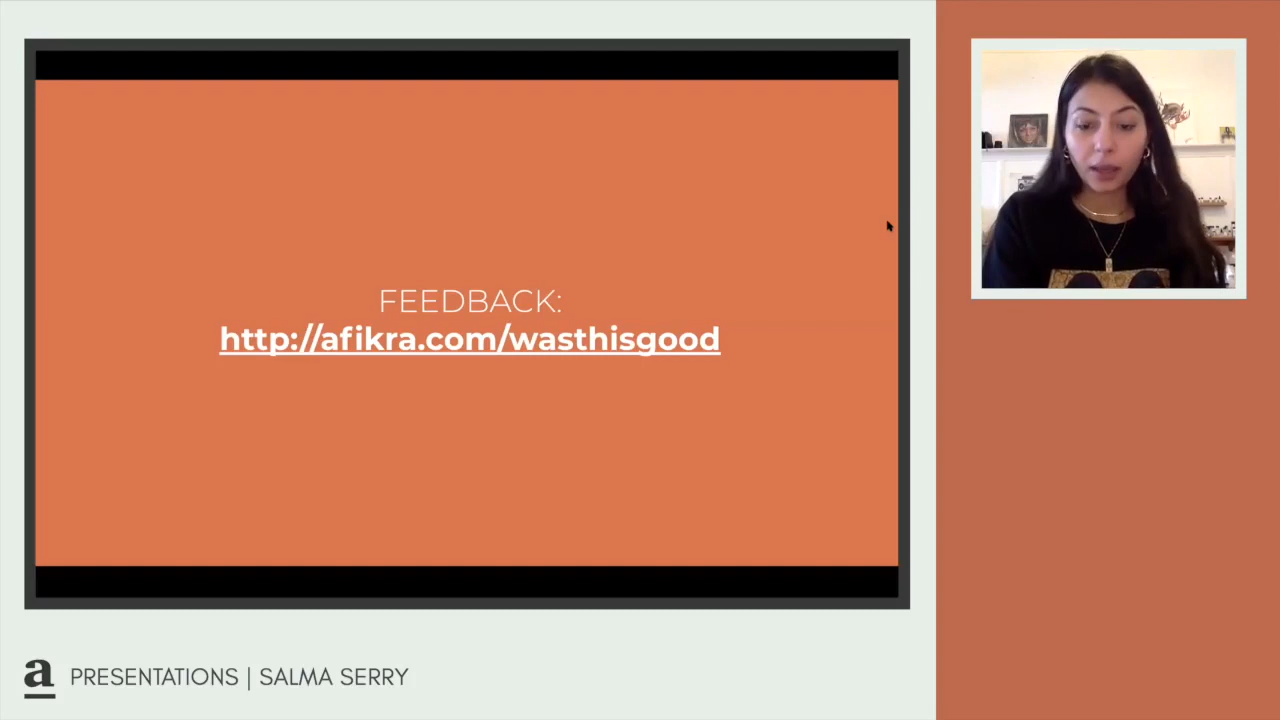 FEEDBACK:
http://afikra.com/wasthisgood
a PRESENTATIONS | SALMA SERRY